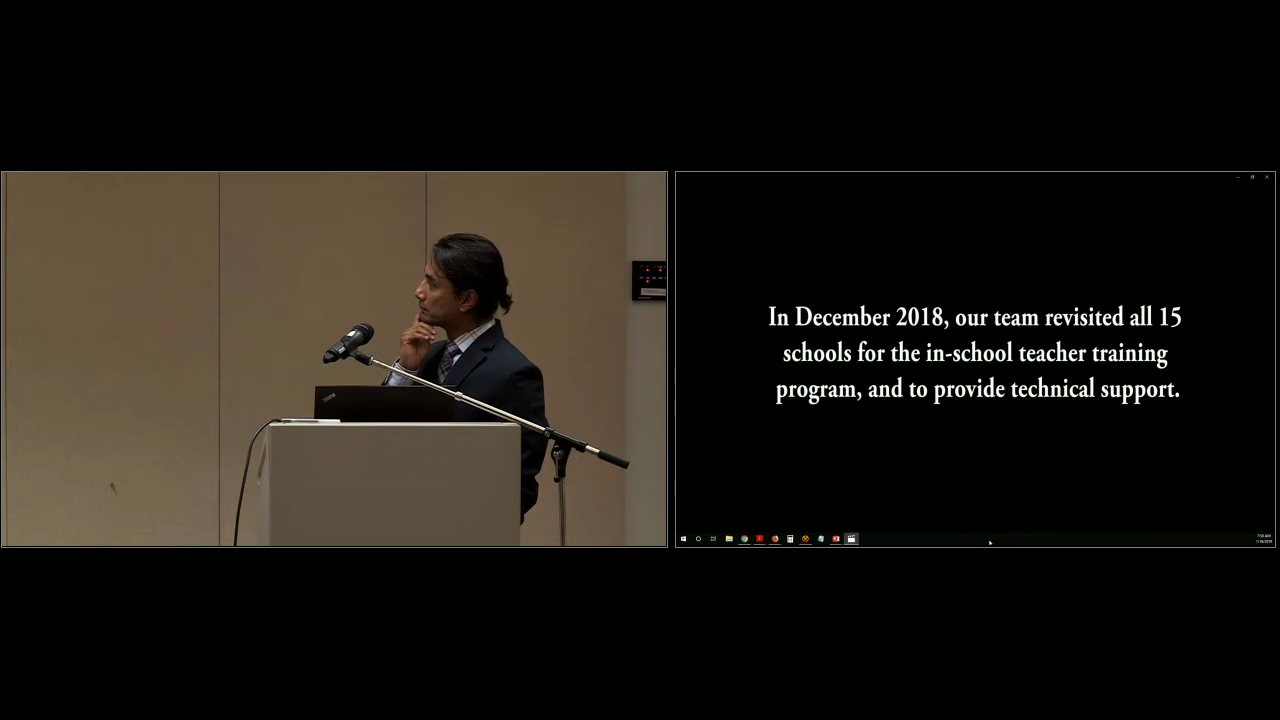 In December 2018, our team revisited all 15
schools for the in-school teacher training
program, and to provide technical support.